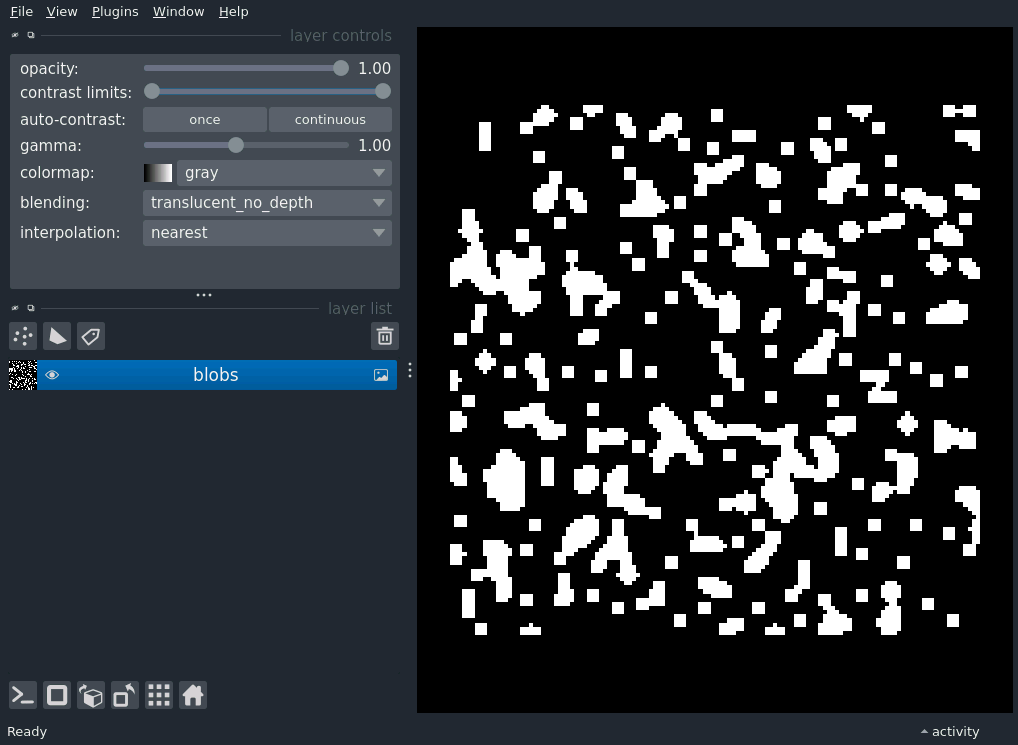 File View Plugins Window Help
layer controls
opacity: 1.00
contrast limits:
auto-contrast: once continuous
gamma: 1.00
colormap: gray
blending: translucent_no_depth
interpolation: nearest
layer list
blobs
Ready activity